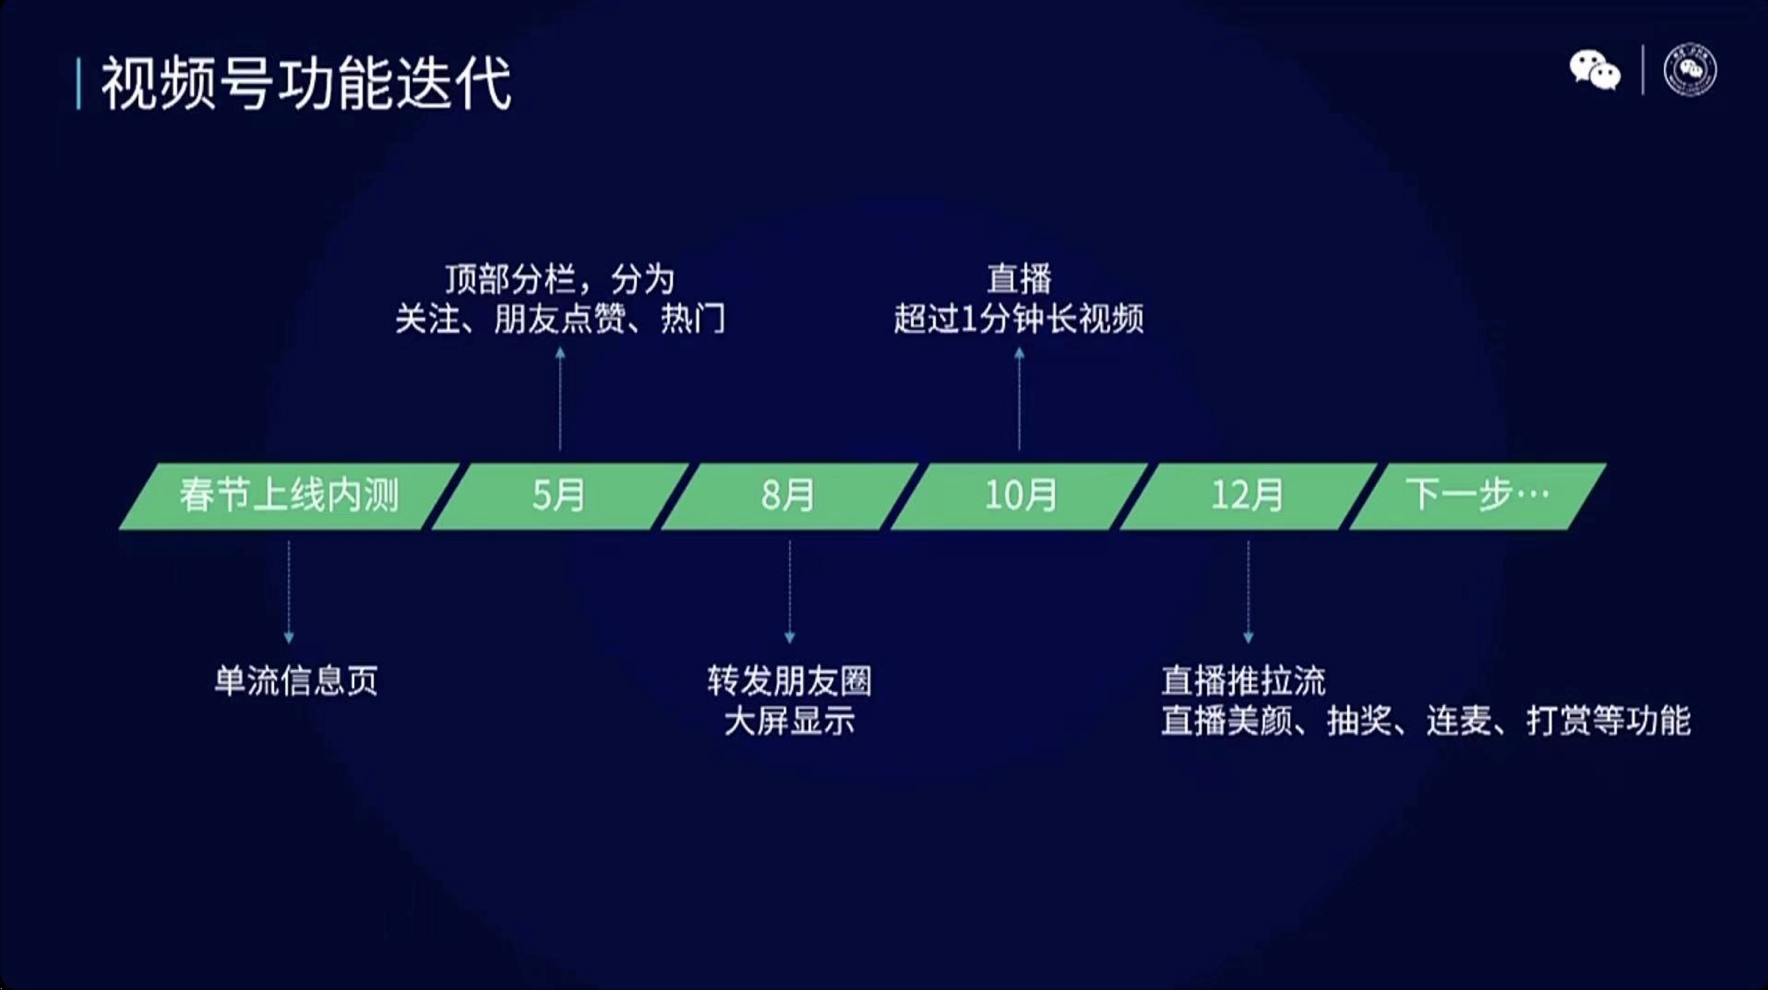 视频号功能迭代
顶部分栏，分为
关注、朋友点赞、热门
直播
超过1分钟长视频
春节上线内测
5月
8月
10月
12月
下一步…
单流信息页
转发朋友圈
大屏显示
直播推拉流
直播美颜、抽奖、连麦、打赏等功能